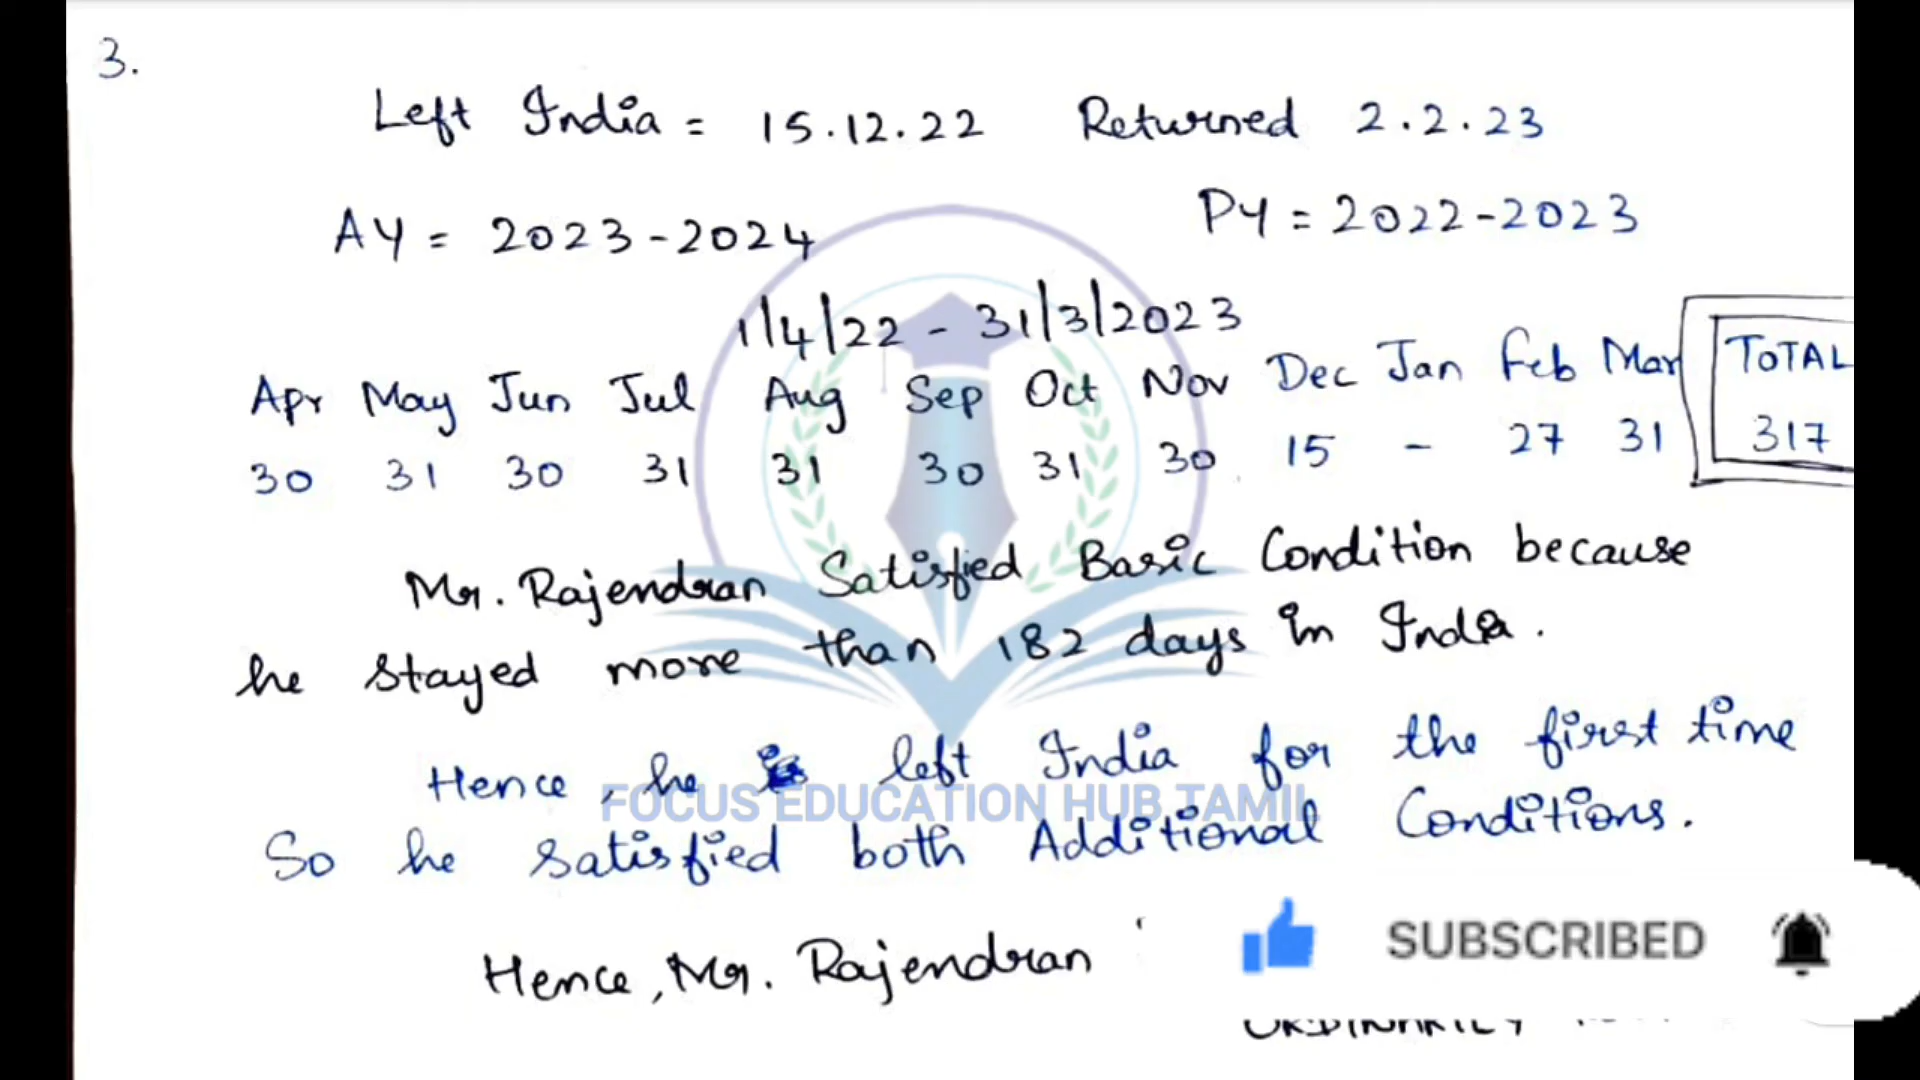 3.
Left India = 15.12.22 Returned 2.2.23
AY = 2023-2024 PY = 2022-2023
1/4/22 - 31/3/2023
Apr May Jun Jul Aug Sep Oct Nov Dec Jan Feb Mar TOTAL
30 31 30 31 31 30 31 30 15 - 27 31 317
Mr. Rajendran Satisfied Basic Condition because
he stayed more than 182 days in India.
Hence, he left India for the first time
FOCUS EDUCATION HUB TAMIL
So he satisfied both Additional Conditions.
Hence, Mr. Rajendran
SUBSCRIBED